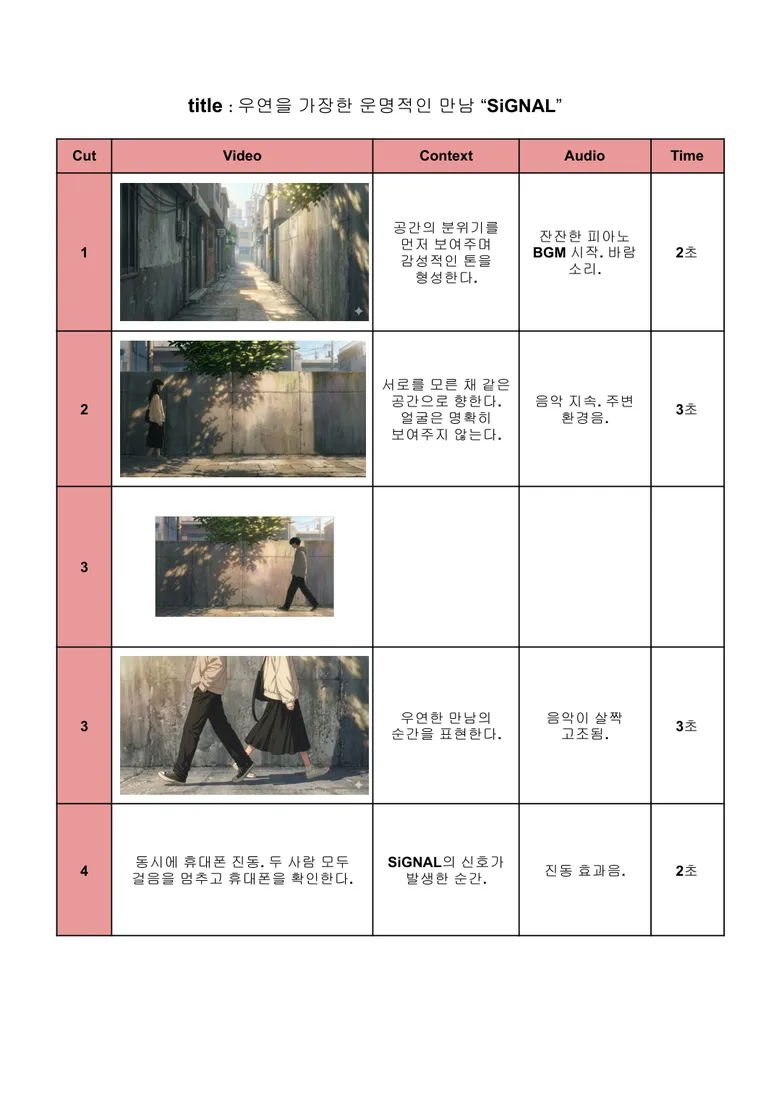 title : 우연을 가장한 운명적인 만남 “SiGNAL”
Cut Video Context Audio Time
1
공간의 분위기를
먼저 보여주며
감성적인 톤을
형성한다.
잔잔한 피아노
BGM 시작. 바람
소리.
2초
2
서로를 모른 채 같은
공간으로 향한다.
얼굴은 명확히
보여주지 않는다.
음악 지속. 주변
환경음.
3초
3
3
우연한 만남의
순간을 표현한다.
음악이 살짝
고조됨.
3초
4
동시에 휴대폰 진동. 두 사람 모두
걸음을 멈추고 휴대폰을 확인한다.
SiGNAL의 신호가
발생한 순간.
진동 효과음.
2초